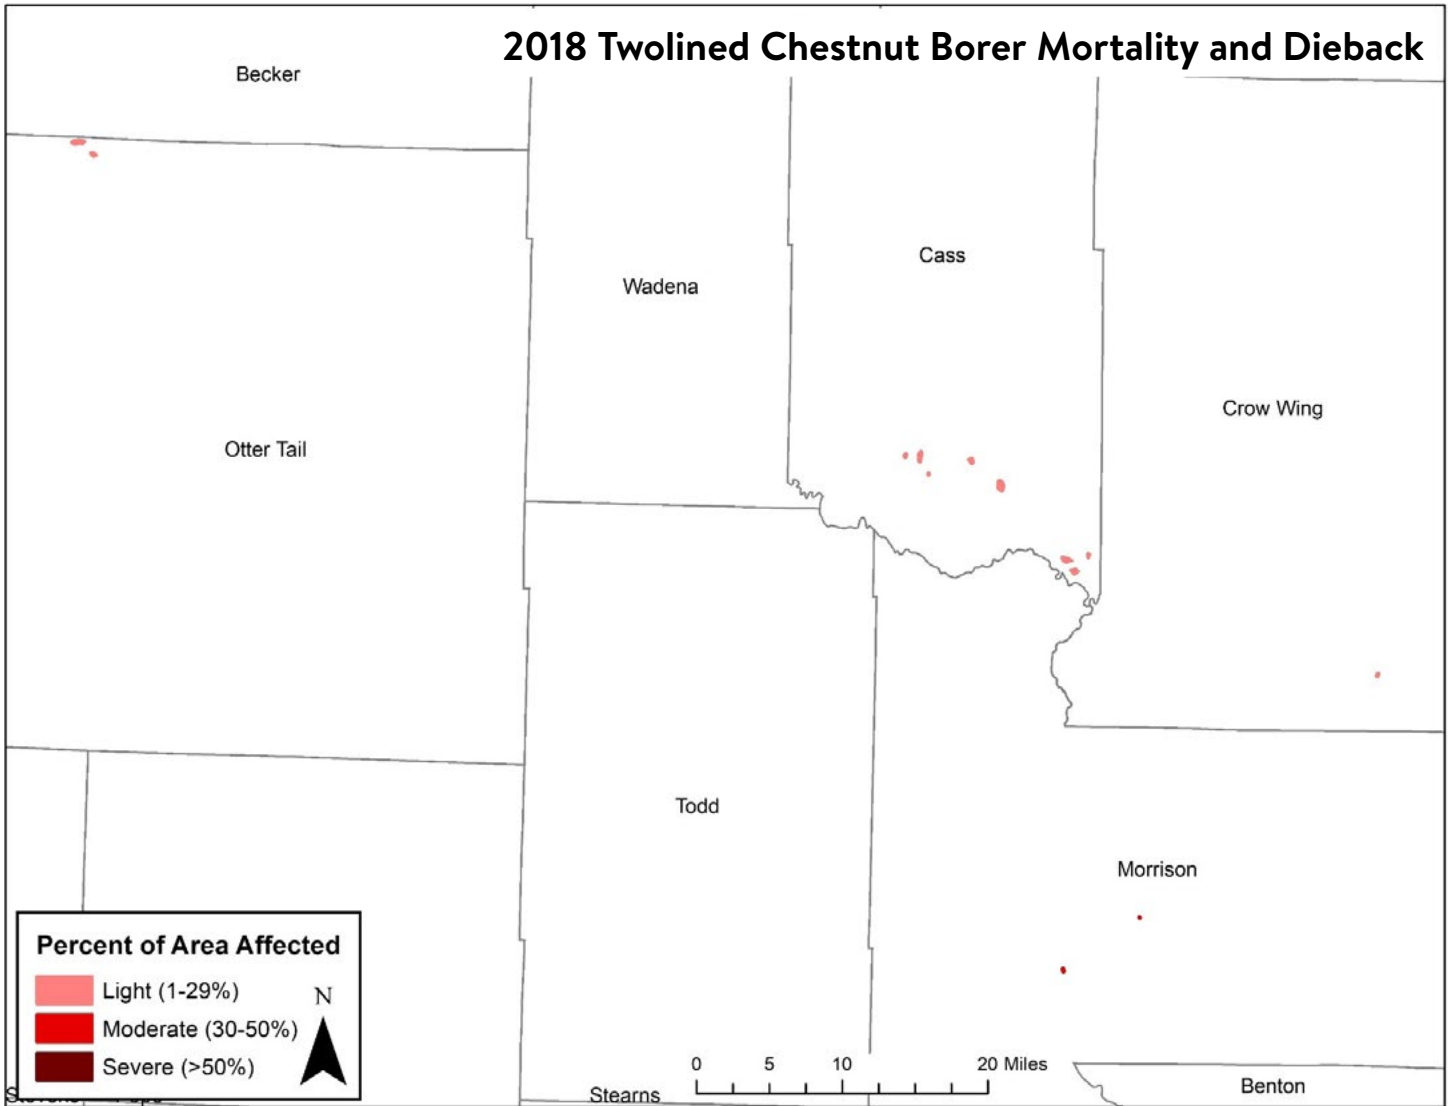 2018 Twolined Chestnut Borer Mortality and Dieback
Becker
Cass
Wadena
Crow Wing
Otter Tail
Todd
Morrison
Percent of Area Affected
Light (1-29%)
N
Moderate (30-50%)
Severe (>50%)
0 5 10 20 Miles
Stearns
Benton